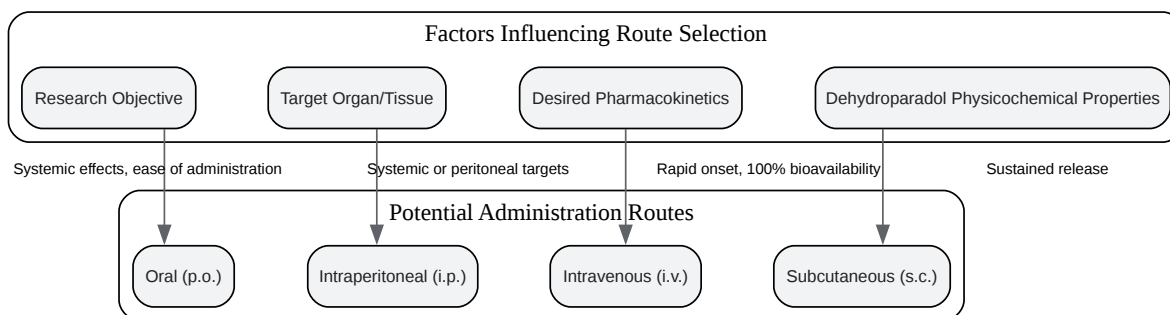 Factors Influencing Route Selection
Research Objective
Target Organ/Tissue
Desired Pharmacokinetics
Dehydroparadol Physicochemical Properties
Systemic effects, ease of administration
Systemic or peritoneal targets
Rapid onset, 100% bioavailability
Sustained release
Potential Administration Routes
Oral (p.o.)
Intraperitoneal (i.p.)
Intravenous (i.v.)
Subcutaneous (s.c.)